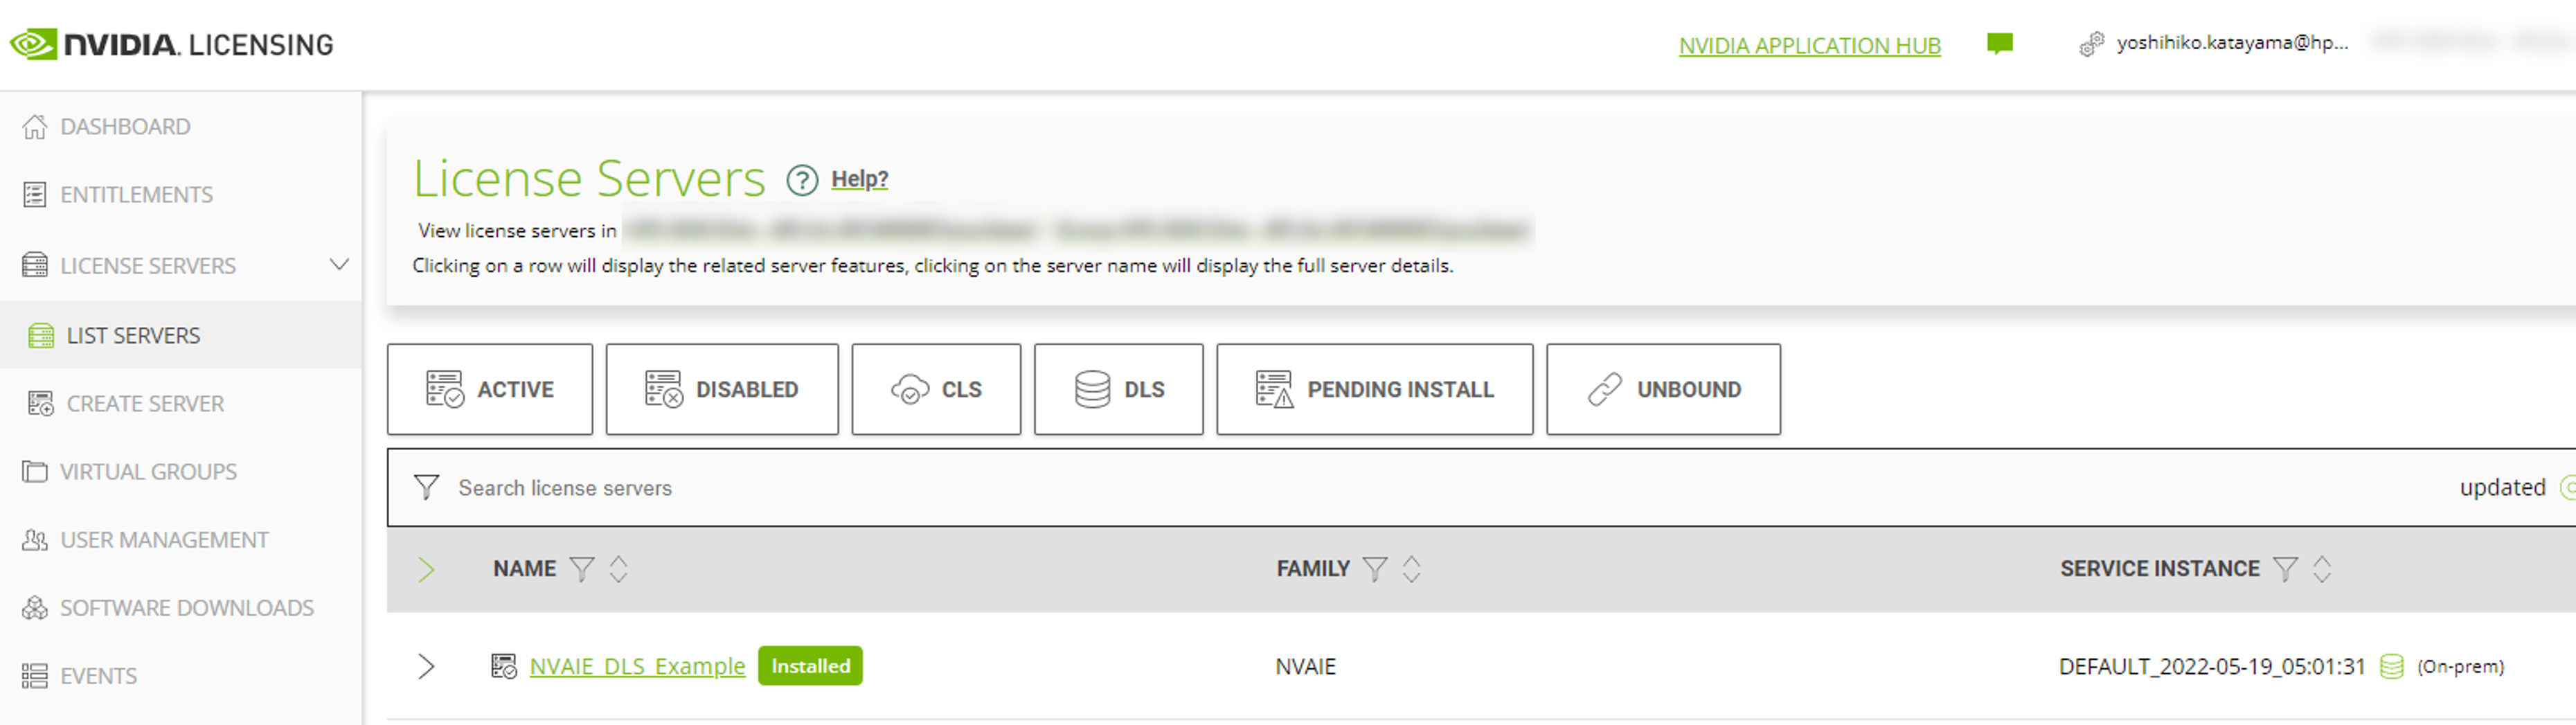 NVIDIA. LICENSING
NVIDIA APPLICATION HUB
yoshihiko.katayama@hp...
DASHBOARD
ENTITLEMENTS
LICENSE SERVERS
LIST SERVERS
CREATE SERVER
VIRTUAL GROUPS
USER MANAGEMENT
SOFTWARE DOWNLOADS
EVENTS
License Servers ? Help?
View license servers in
Clicking on a row will display the related server features, clicking on the server name will display the full server details.
ACTIVE DISABLED CLS DLS PENDING INSTALL UNBOUND
Search license servers updated
NAME FAMILY SERVICE INSTANCE
NVAIE_DLS_Example Installed NVAIE DEFAULT_2022-05-19_05:01:31 (On-prem)